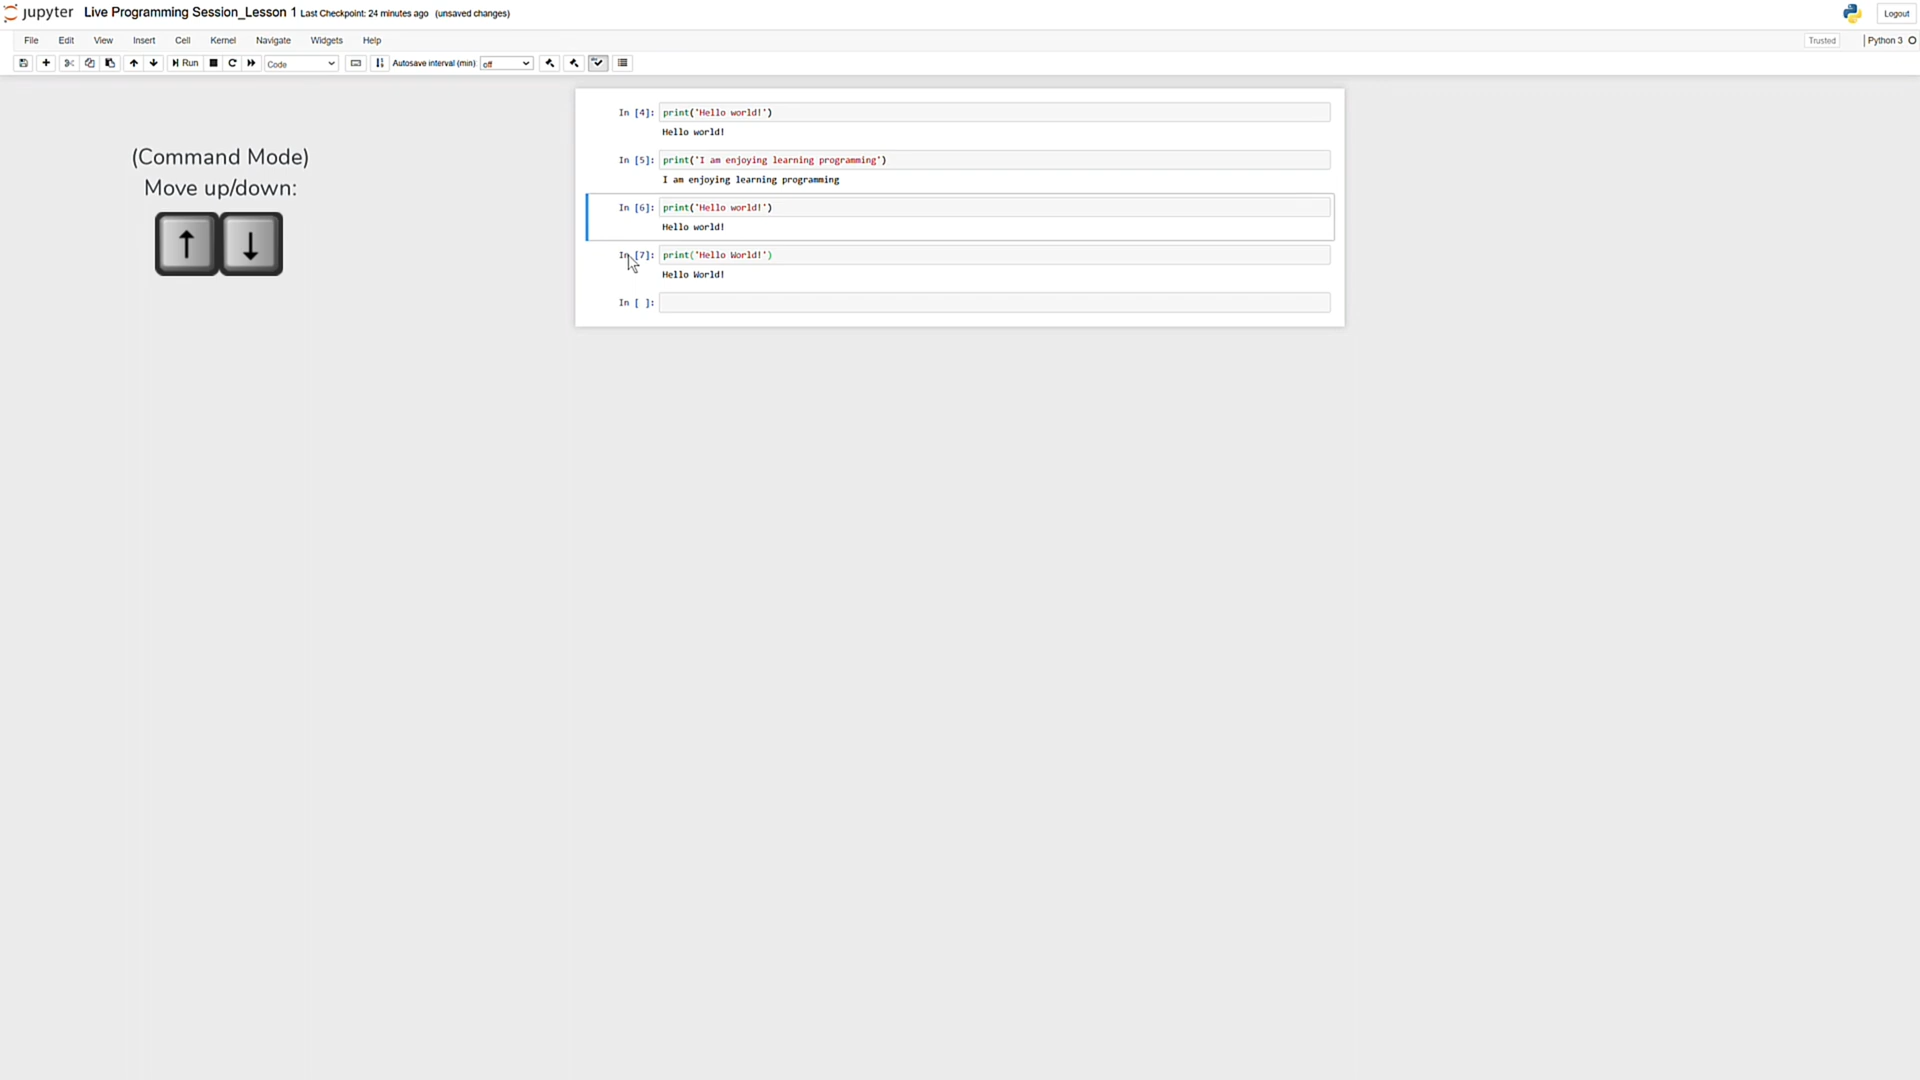 jupyter Live Programming Session_Lesson 1 Last Checkpoint: 24 minutes ago (unsaved changes) Logout
File Edit View Insert Cell Kernel Navigate Widgets Help Trusted Python 3
Run Code Autosave interval (min): off
(Command Mode)
Move up/down:
↑ ↓
In [4]: print('Hello world!')
Hello world!
In [5]: print('I am enjoying learning programming')
I am enjoying learning programming
In [6]: print('Hello world!')
Hello world!
In [7]: print('Hello World!')
Hello World!
In [ ]: